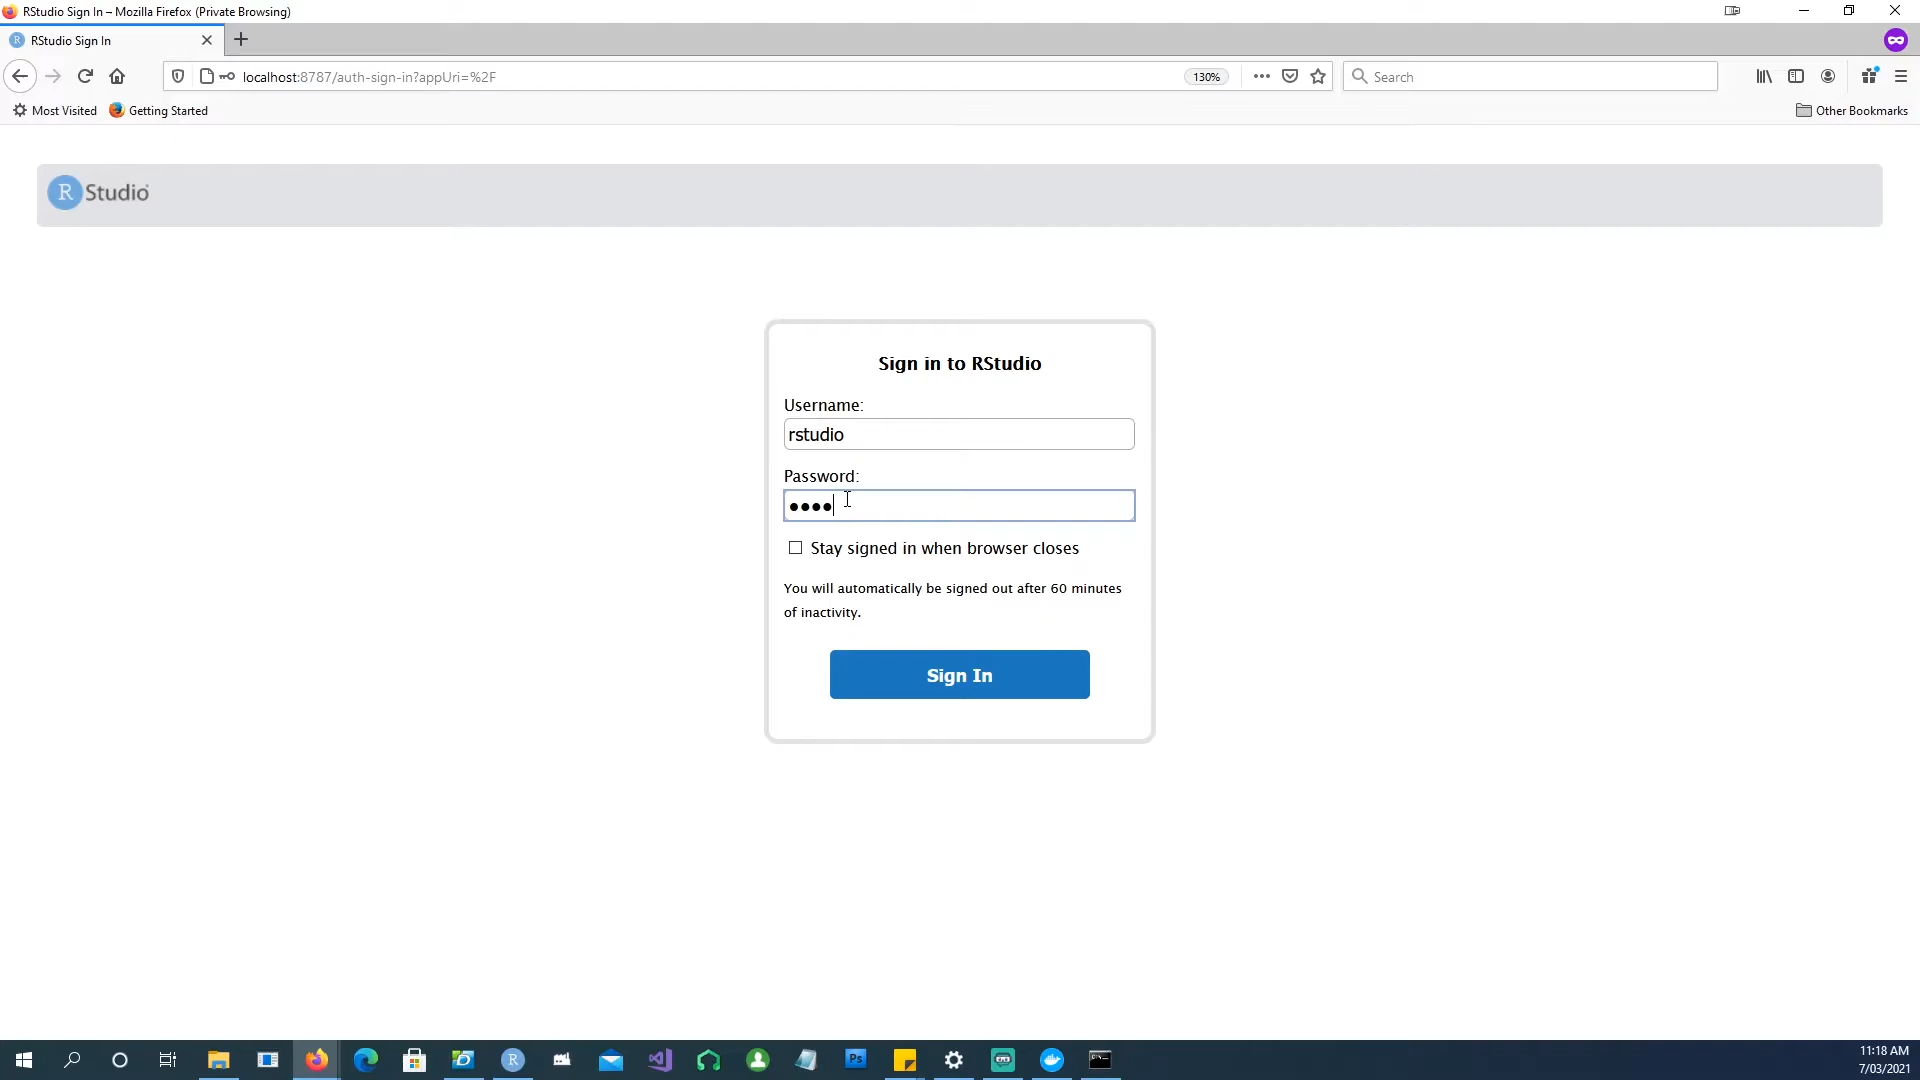 RStudio Sign In – Mozilla Firefox (Private Browsing)
R RStudio Sign In
localhost:8787/auth-sign-in?appUri=%2F
130%
Search
Most Visited
Getting Started
Other Bookmarks
R Studio
Sign in to RStudio
Username:
rstudio
Password:
••••
Stay signed in when browser closes
You will automatically be signed out after 60 minutes
of inactivity.
Sign In
R
Ps
11:18 AM
7/03/2021